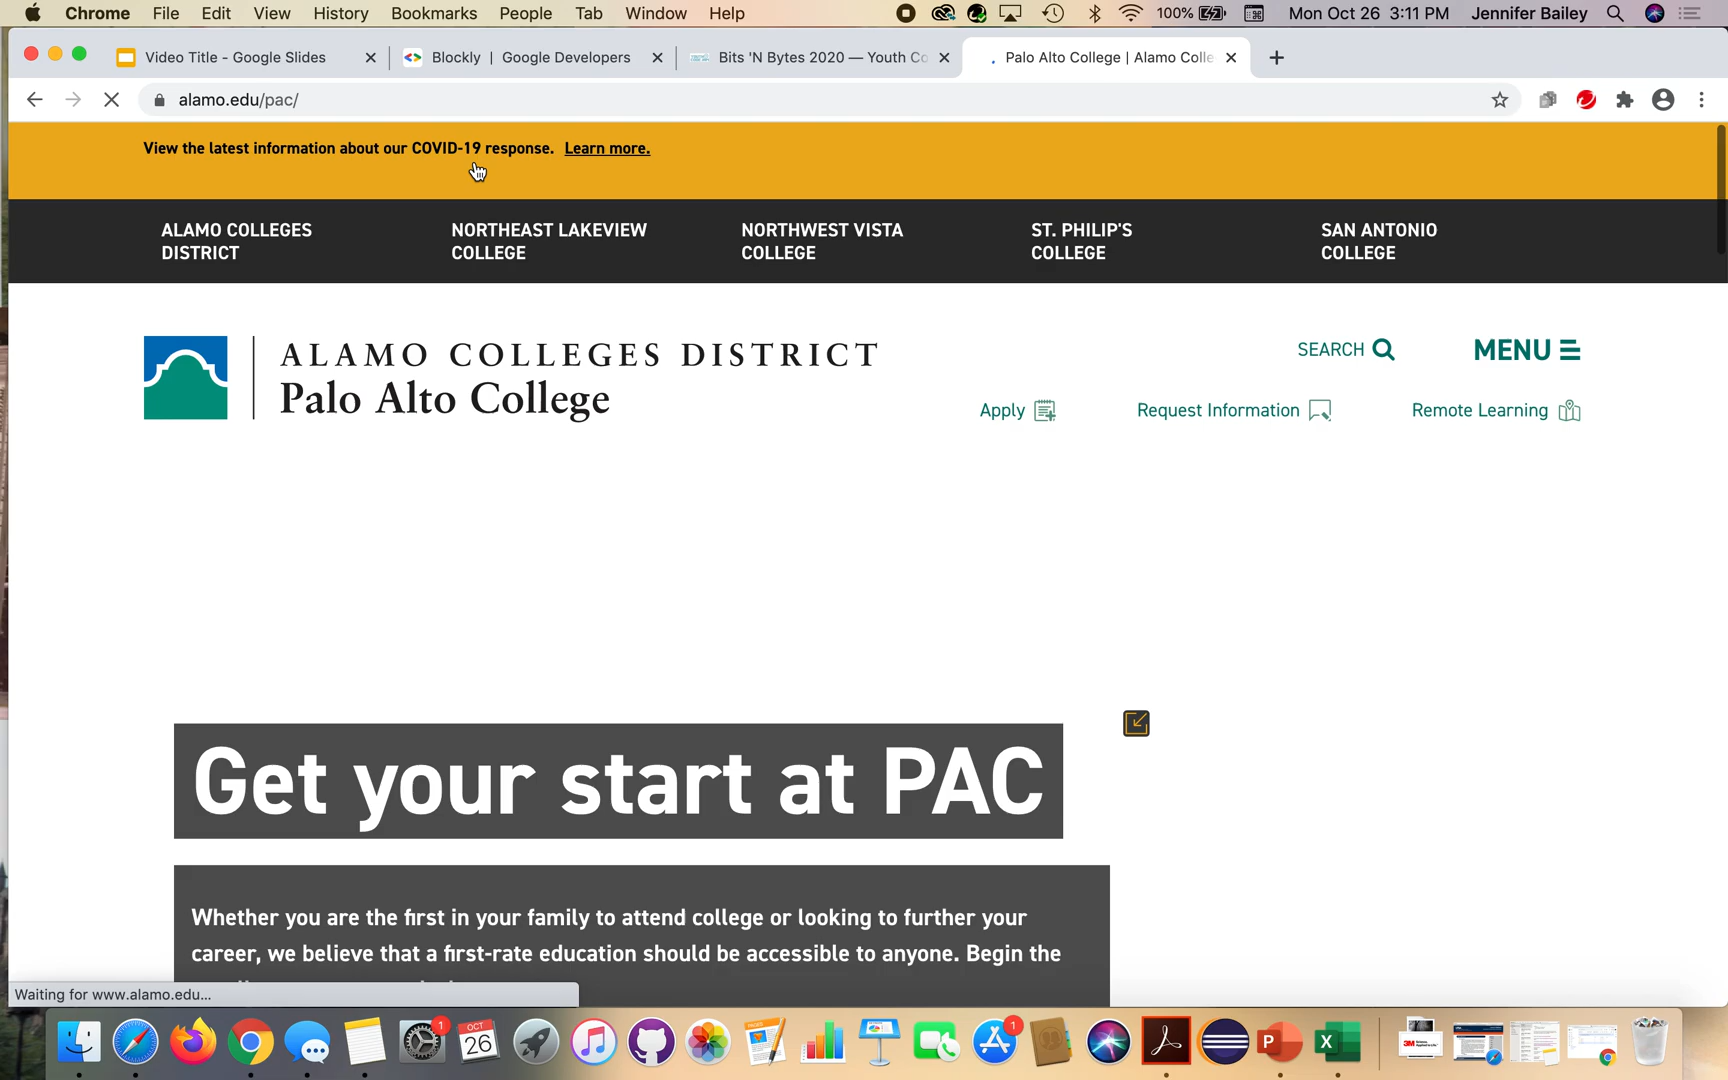 Chrome File Edit View History Bookmarks People Tab Window Help 100% Mon Oct 26 3:11 PM Jennifer Bailey
Video Title - Google Slides Blockly | Google Developers Bits 'N Bytes 2020 — Youth Co Palo Alto College | Alamo Colle
alamo.edu/pac/
View the latest information about our COVID-19 response. Learn more.
ALAMO COLLEGES DISTRICT
NORTHEAST LAKEVIEW COLLEGE
NORTHWEST VISTA COLLEGE
ST. PHILIP'S COLLEGE
SAN ANTONIO COLLEGE
ALAMO COLLEGES DISTRICT
Palo Alto College
SEARCH MENU
Apply Request Information Remote Learning
Get your start at PAC
Whether you are the first in your family to attend college or looking to further your
career, we believe that a first-rate education should be accessible to anyone. Begin the
Waiting for www.alamo.edu...
1 OCT 26 PAGES 1 P X 3M